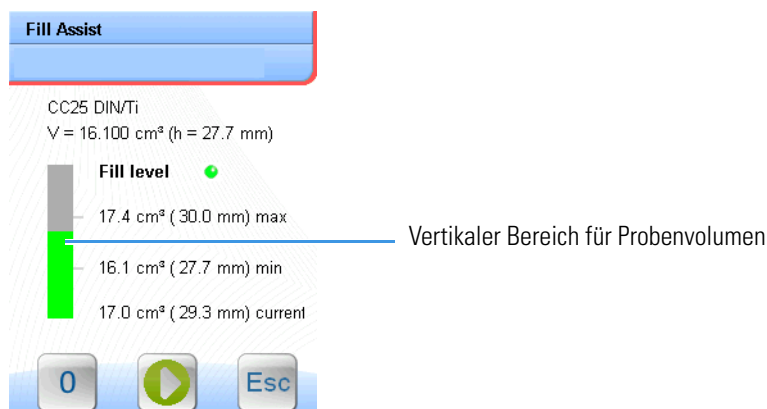 Fill Assist
CC25 DIN/Ti
V = 16.100 cm³ (h = 27.7 mm)
Fill level
17.4 cm³ ( 30.0 mm) max
Vertikaler Bereich für Probenvolumen
16.1 cm³ ( 27.7 mm) min
17.0 cm³ ( 29.3 mm) current
0
Esc